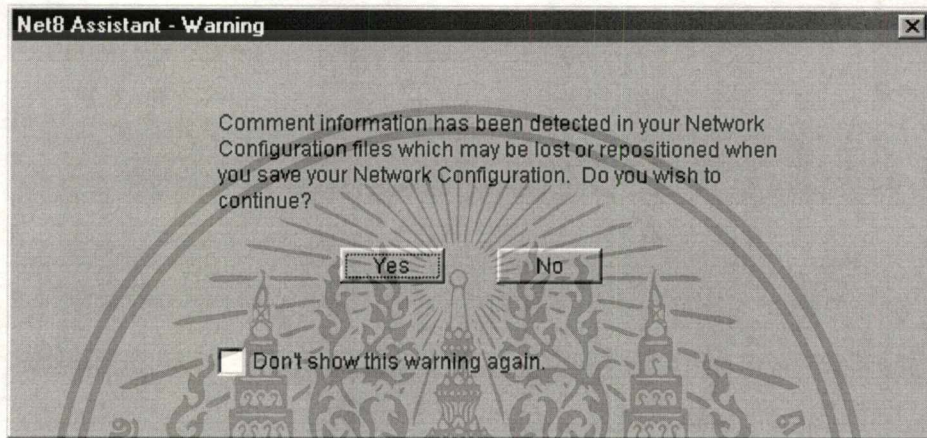 Net8 Assistant - Warning
Comment information has been detected in your Network
Configuration files which may be lost or repositioned when
you save your Network Configuration. Do you wish to
continue?
Yes
No
Don't show this warning again.